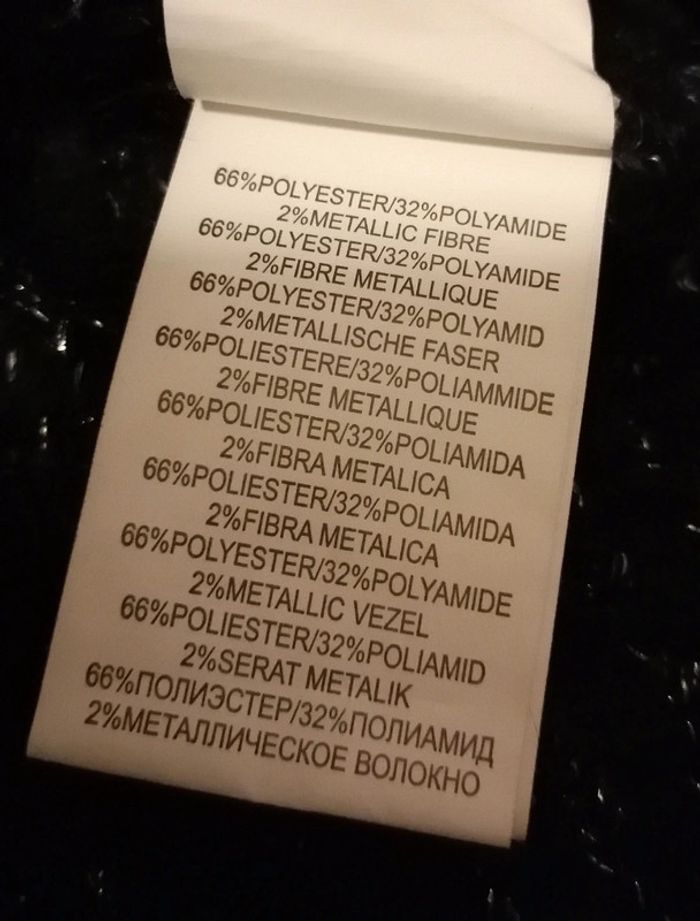 66%POLYESTER/32%POLYAMIDE
2%METALLIC FIBRE
66%POLYESTER/32%POLYAMIDE
2%FIBRE METALLIQUE
66%POLYESTER/32%POLYAMID
2%METALLISCHE FASER
66%POLIESTERE/32%POLIAMMIDE
2%FIBRE METALLIQUE
66%POLIESTER/32%POLIAMIDA
2%FIBRA METALICA
66%POLIESTER/32%POLIAMIDA
2%FIBRA METALICA
66%POLYESTER/32%POLYAMIDE
2%METALLIC VEZEL
66%POLIESTER/32%POLIAMID
2%SERAT METALIK
66%ПОЛИЭСТЕР/32%ПОЛИАМИД
2%МЕТАЛЛИЧЕСКОЕ ВОЛОКНО